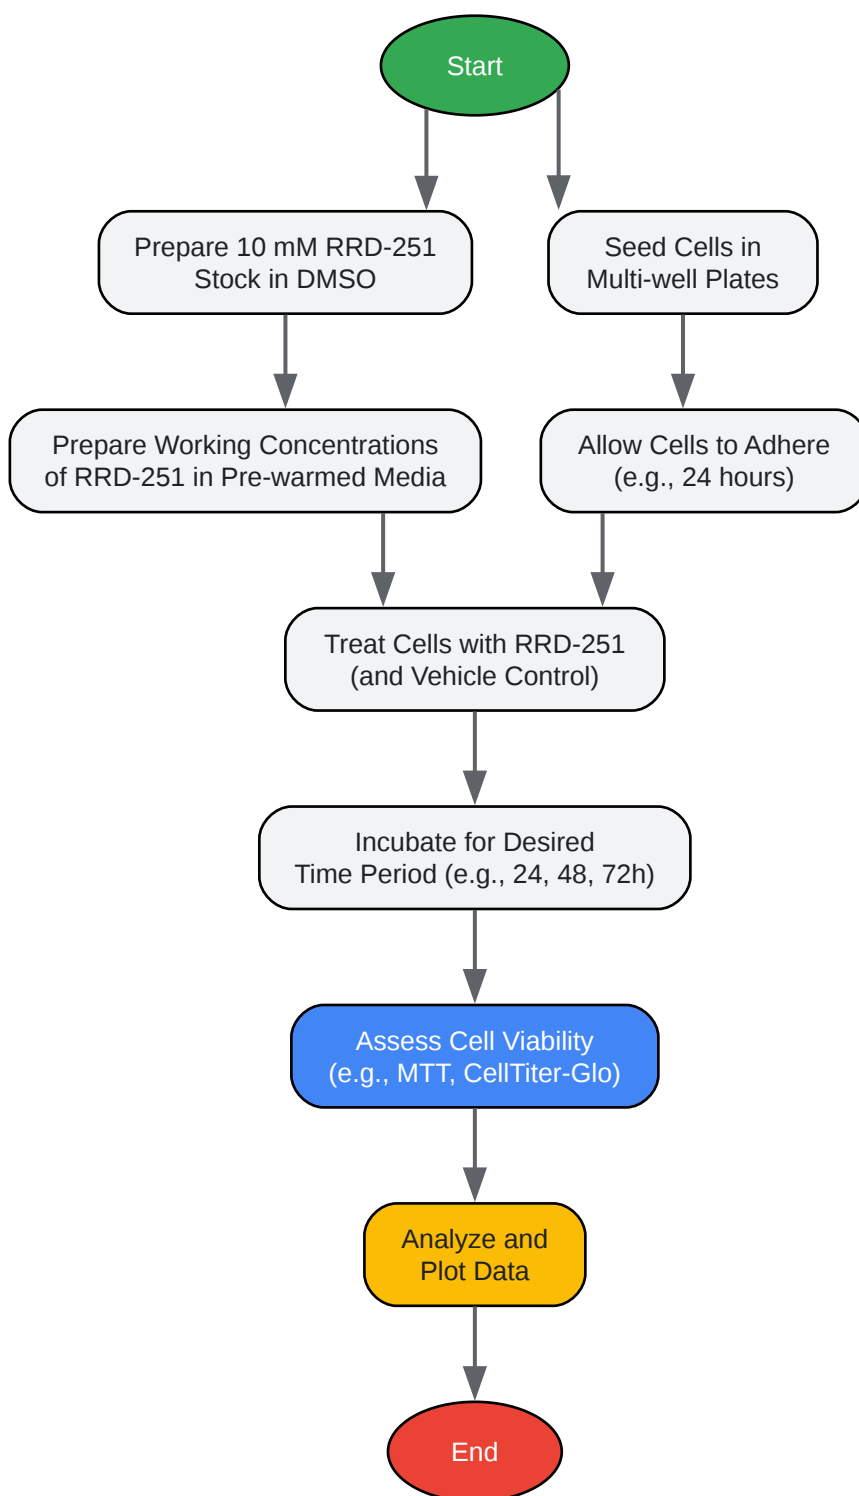 Start
Prepare 10 mM RRD-251
Stock in DMSO
Seed Cells in
Multi-well Plates
Prepare Working Concentrations
of RRD-251 in Pre-warmed Media
Allow Cells to Adhere
(e.g., 24 hours)
Treat Cells with RRD-251
(and Vehicle Control)
Incubate for Desired
Time Period (e.g., 24, 48, 72h)
Assess Cell Viability
(e.g., MTT, CellTiter-Glo)
Analyze and
Plot Data
End